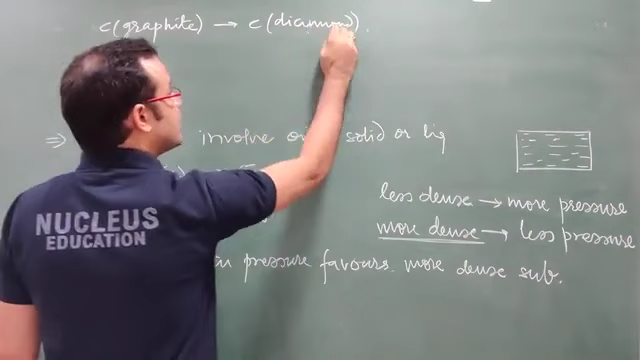 c(graphite) → c(diamond).
⇒ involve solid or liq
less dense → more pressure
more dense → less pressure
in pressure favours more dense sub.
NUCLEUS
EDUCATION